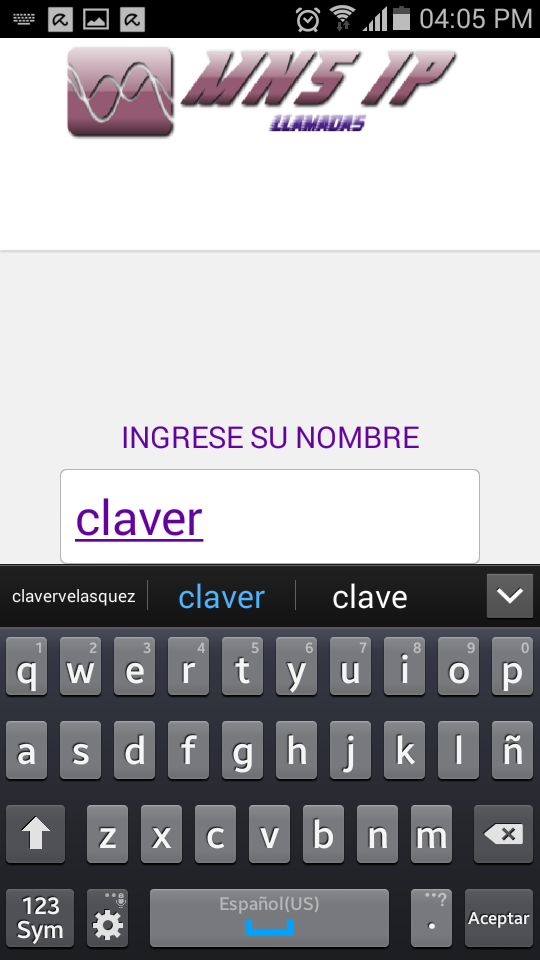 04:05 PM
MNS IP
LLAMADAS
INGRESE SU NOMBRE
claver
clavervelasquez claver clave
1 2 3 4 5 6 7 8 9 0
q w e r t y u i o p
a s d f g h j k l ñ
z x c v b n m
123 Sym Español(US) ...? . Aceptar